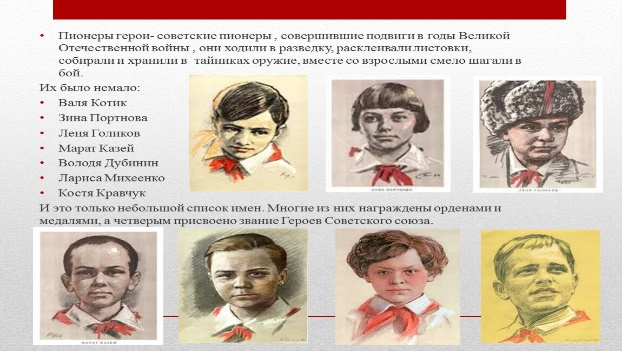 • Пионеры герои- советские пионеры , совершившие подвиги в годы Великой
Отечественной войны , они ходили в разведку, расклеивали листовки,
собирали и хранили в тайниках оружие, вместе со взрослыми смело шагали в
бой.
Их было немало:
• Валя Котик
• Зина Портнова
• Леня Голиков
• Марат Казей
• Володя Дубинин
• Лариса Михеенко
• Костя Кравчук
И это только небольшой список имен. Многие из них награждены орденами и
медалями, а четверым присвоено звание Героев Советского союза.
ЗИНА ПОРТНОВА
ЛЕНЯ ГОЛИКОВ
МАРАТ КАЗЕЙ